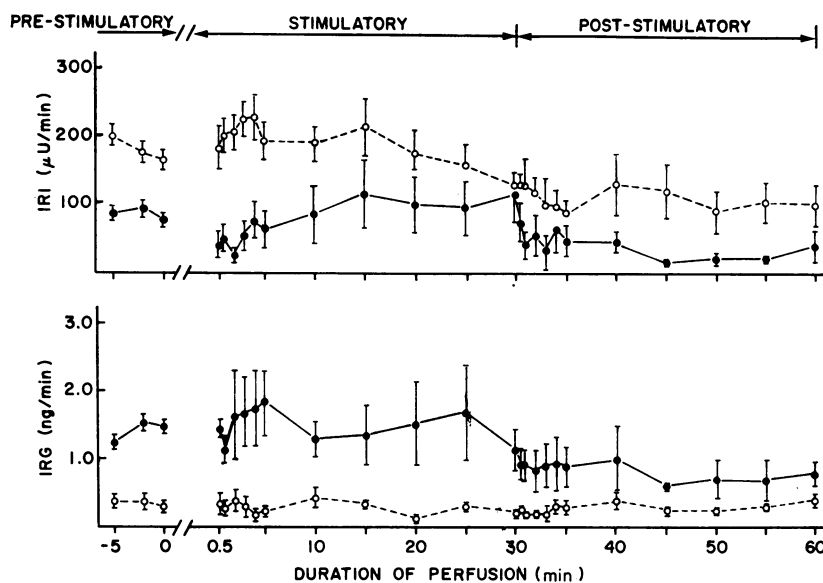 PRE-STIMULATORY STIMULATORY POST-STIMULATORY
300
200
100
IRI (μU/min)
3.0
2.0
1.0
IRG (ng/min)
-5 0 0.5 10 20 30 40 50 60
DURATION OF PERFUSION (min)